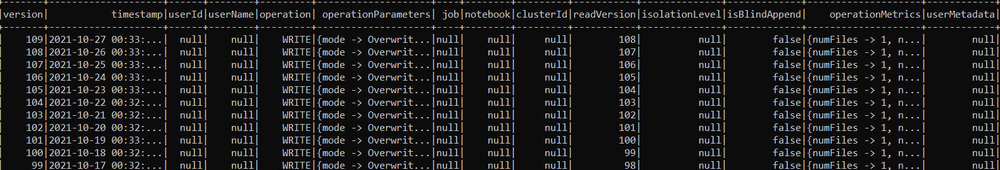 |version| timestamp|userId|userName|operation| operationParameters| job|notebook|clusterId|readVersion|isolationLevel|isBlindAppend| operationMetrics|userMetadata|
| 109|2021-10-27 00:33:...| null| null| WRITE|{mode -> Overwrit...|null| null| null| 108| null| false|{numFiles -> 1, n...| null|
| 108|2021-10-26 00:33:...| null| null| WRITE|{mode -> Overwrit...|null| null| null| 107| null| false|{numFiles -> 1, n...| null|
| 107|2021-10-25 00:33:...| null| null| WRITE|{mode -> Overwrit...|null| null| null| 106| null| false|{numFiles -> 1, n...| null|
| 106|2021-10-24 00:33:...| null| null| WRITE|{mode -> Overwrit...|null| null| null| 105| null| false|{numFiles -> 1, n...| null|
| 105|2021-10-23 00:33:...| null| null| WRITE|{mode -> Overwrit...|null| null| null| 104| null| false|{numFiles -> 1, n...| null|
| 104|2021-10-22 00:32:...| null| null| WRITE|{mode -> Overwrit...|null| null| null| 103| null| false|{numFiles -> 1, n...| null|
| 103|2021-10-21 00:32:...| null| null| WRITE|{mode -> Overwrit...|null| null| null| 102| null| false|{numFiles -> 1, n...| null|
| 102|2021-10-20 00:32:...| null| null| WRITE|{mode -> Overwrit...|null| null| null| 101| null| false|{numFiles -> 1, n...| null|
| 101|2021-10-19 00:33:...| null| null| WRITE|{mode -> Overwrit...|null| null| null| 100| null| false|{numFiles -> 1, n...| null|
| 100|2021-10-18 00:32:...| null| null| WRITE|{mode -> Overwrit...|null| null| null| 99| null| false|{numFiles -> 1, n...| null|
| 99|2021-10-17 00:32:...| null| null| WRITE|{mode -> Overwrit...|null| null| null| 98| null| false|{numFiles -> 1, n...| null|